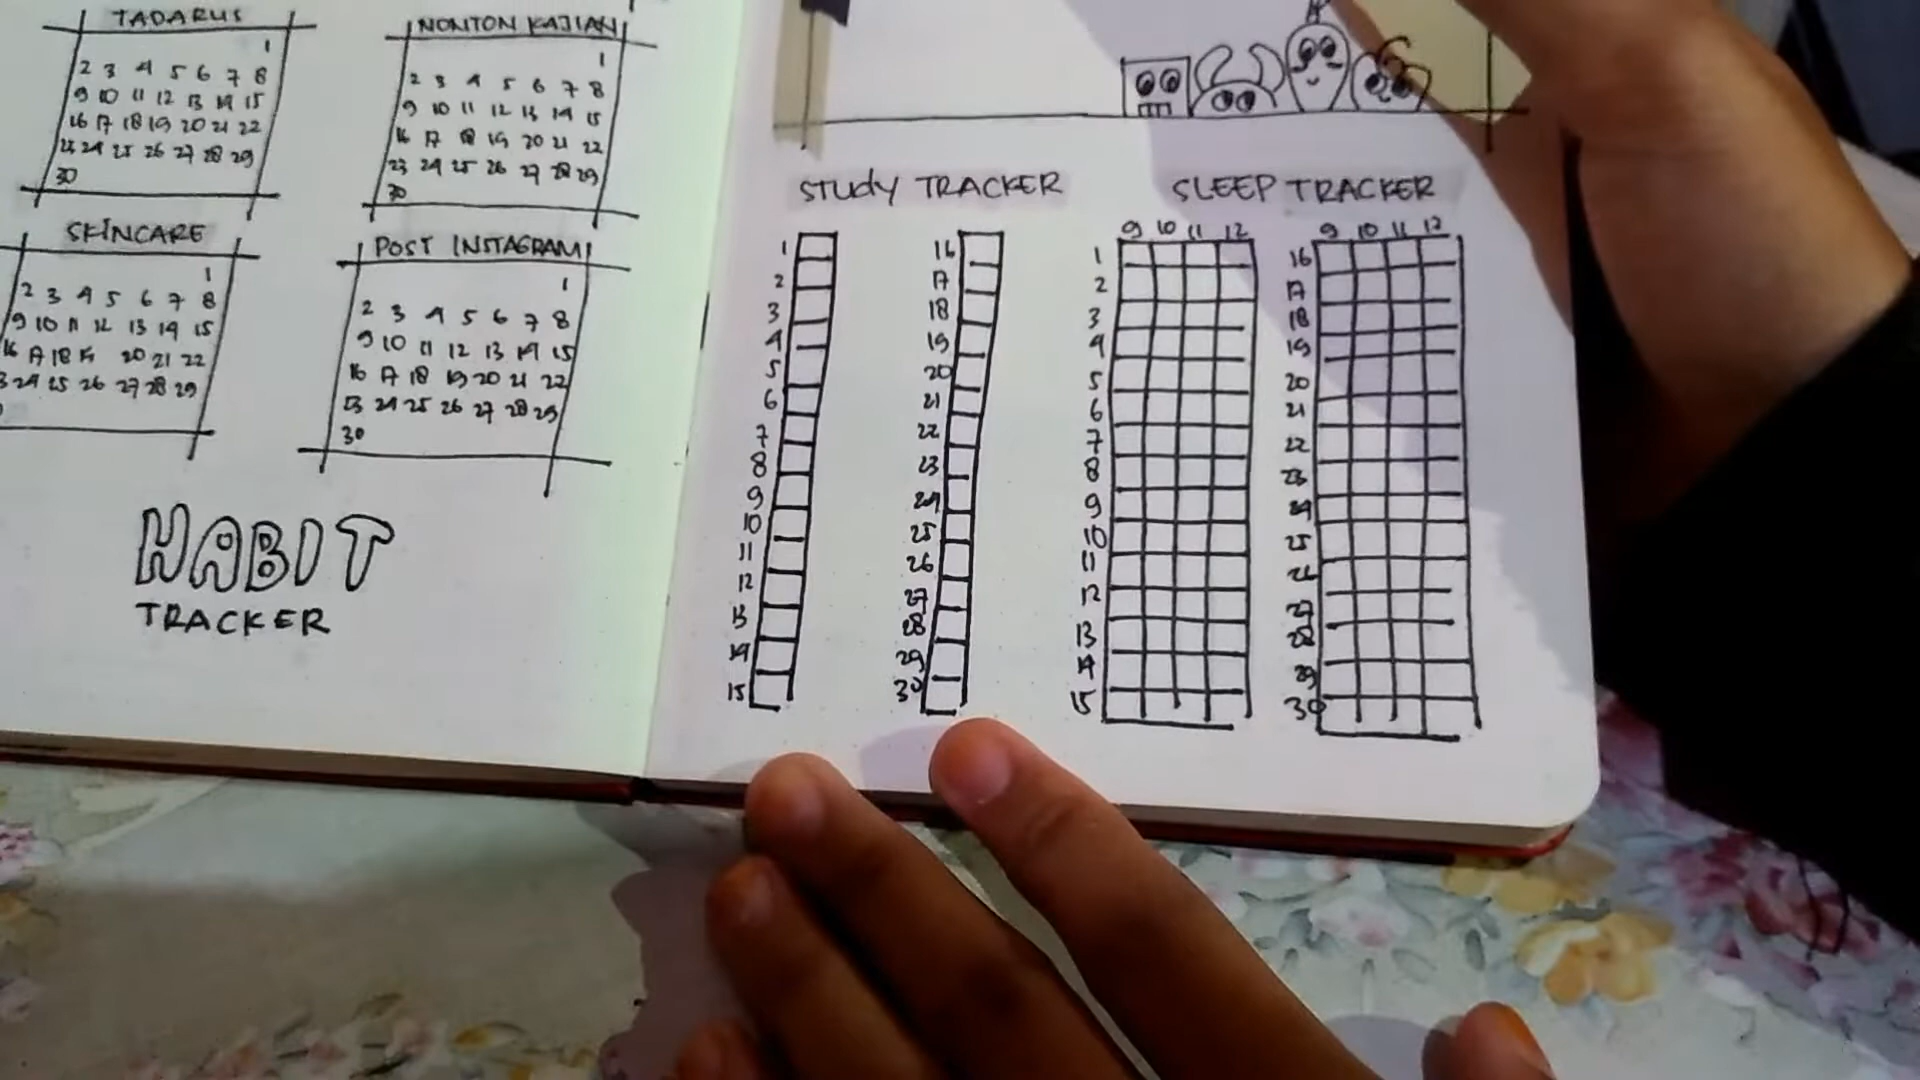 TADARUS
1
2 3 4 5 6 7 8
9 10 11 12 13 14 15
16 17 18 19 20 21 22
23 24 25 26 27 28 29
30
NONTON KAJIAN
1
2 3 4 5 6 7 8
9 10 11 12 13 14 15
16 17 18 19 20 21 22
23 24 25 26 27 28 29
30
SKINCARE
1
2 3 4 5 6 7 8
9 10 11 12 13 14 15
16 17 18 19 20 21 22
3 24 25 26 27 28 29
POST INSTAGRAM
1
2 3 4 5 6 7 8
9 10 11 12 13 14 15
16 17 18 19 20 21 22
23 24 25 26 27 28 29
30
HABIT
TRACKER
STUDY TRACKER
1
2
3
4
5
6
7
8
9
10
11
12
13
14
15
16
17
18
19
20
21
22
23
24
25
26
27
28
29
30
SLEEP TRACKER
9 10 11 12
1
2
3
4
5
6
7
8
9
10
11
12
13
14
15
9 10 11 12
16
17
18
19
20
21
22
23
24
25
26
27
28
29
30